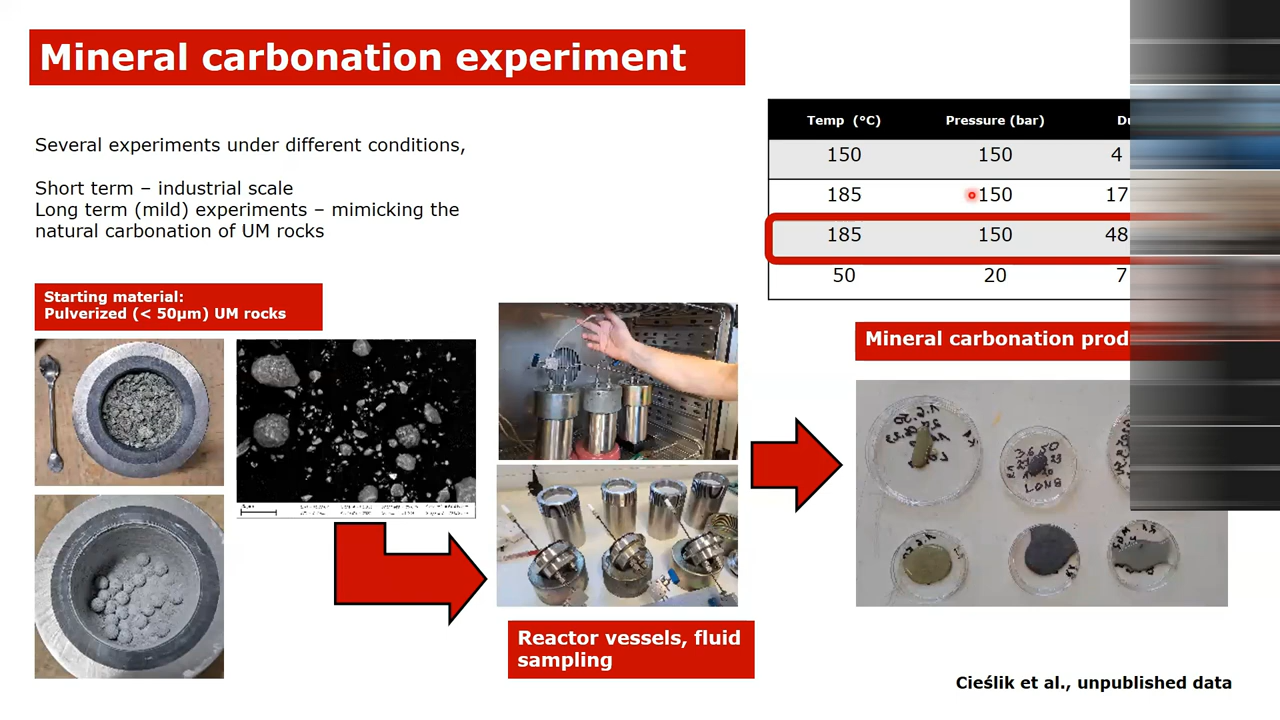 Mineral carbonation experiment
Several experiments under different conditions,
Short term – industrial scale
Long term (mild) experiments – mimicking the
natural carbonation of UM rocks
Temp (°C) Pressure (bar)
150 150 4
185 150 17
185 150 48
50 20 7
Starting material:
Pulverized (< 50µm) UM rocks
Mineral carbonation prod
LONG
Reactor vessels, fluid
sampling
Cieślik et al., unpublished data